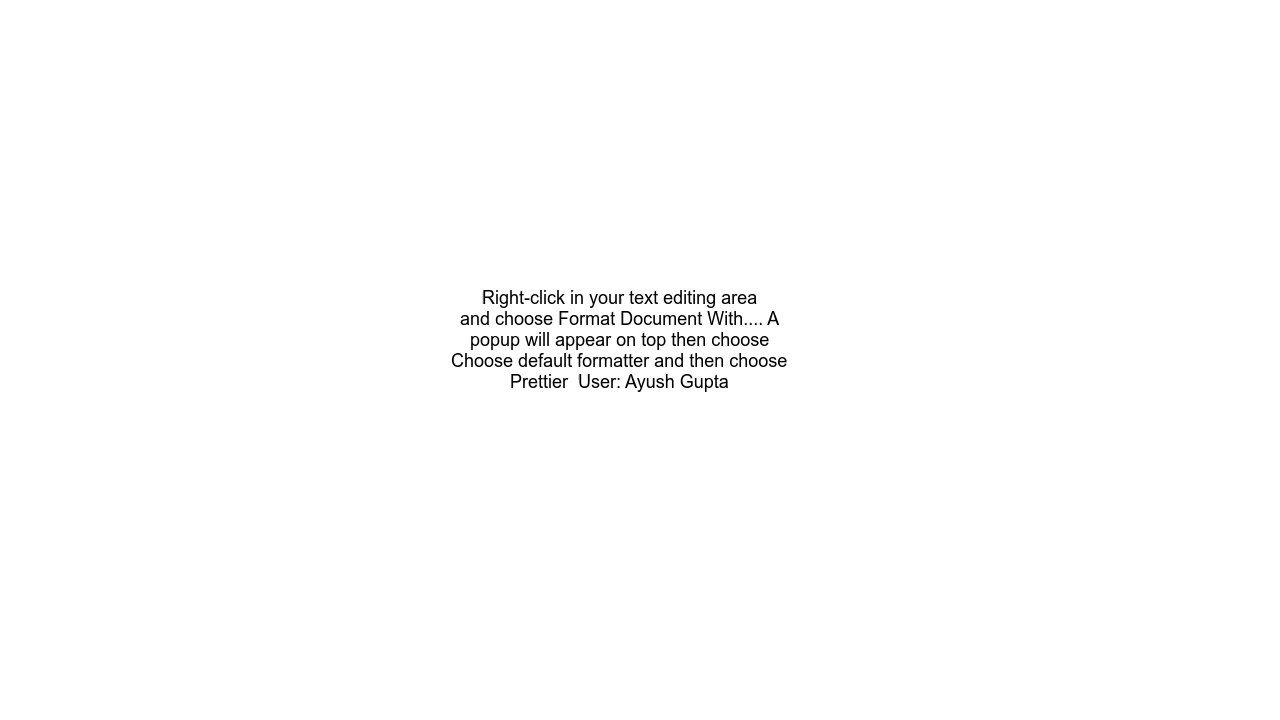 Right-click in your text editing area
and choose Format Document With.... A
popup will appear on top then choose
Choose default formatter and then choose
Prettier  User: Ayush Gupta